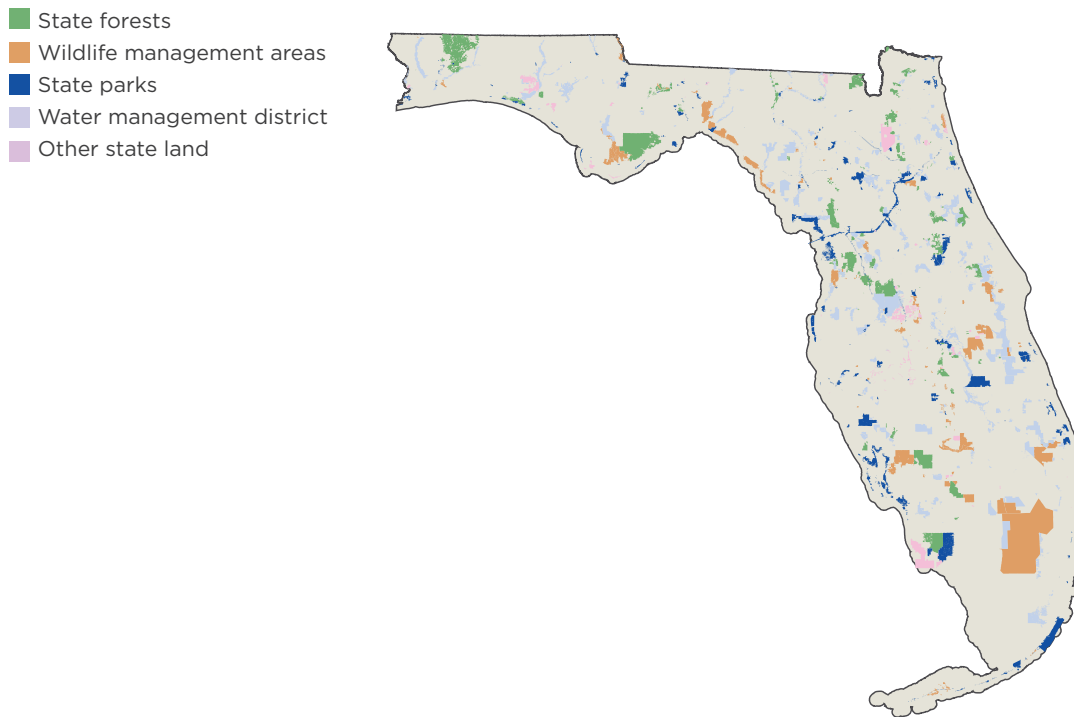 State forests
Wildlife management areas
State parks
Water management district
Other state land